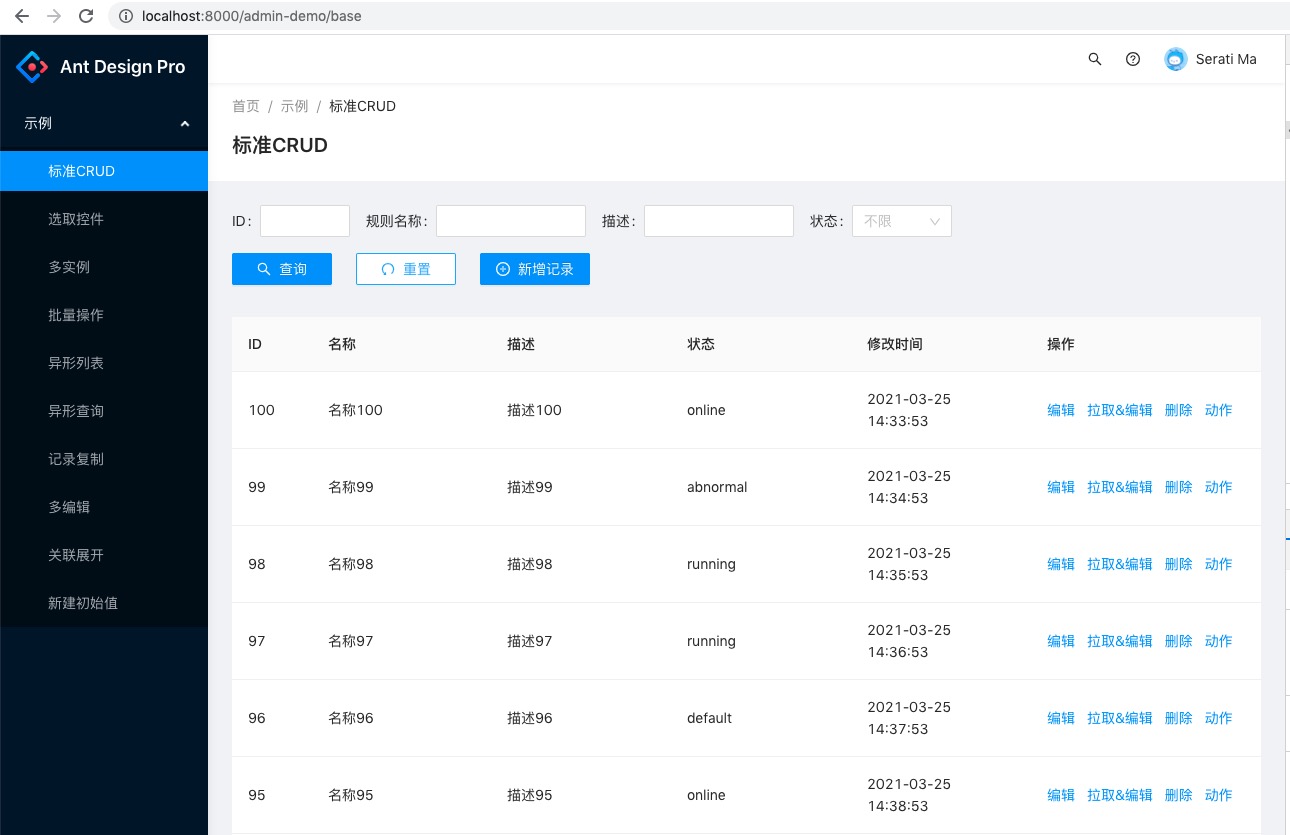 localhost:8000/admin-demo/base
Ant Design Pro
Serati Ma
示例
标准CRUD
选取控件
多实例
批量操作
异形列表
异形查询
记录复制
多编辑
关联展开
新建初始值
首页 / 示例 / 标准CRUD
标准CRUD
ID: 规则名称: 描述: 状态: 不限
查询 重置 新增记录
ID 名称 描述 状态 修改时间 操作
100 名称100 描述100 online 2021-03-25 编辑 拉取&编辑 删除 动作
14:33:53
99 名称99 描述99 abnormal 2021-03-25 编辑 拉取&编辑 删除 动作
14:34:53
98 名称98 描述98 running 2021-03-25 编辑 拉取&编辑 删除 动作
14:35:53
97 名称97 描述97 running 2021-03-25 编辑 拉取&编辑 删除 动作
14:36:53
96 名称96 描述96 default 2021-03-25 编辑 拉取&编辑 删除 动作
14:37:53
95 名称95 描述95 online 2021-03-25 编辑 拉取&编辑 删除 动作
14:38:53